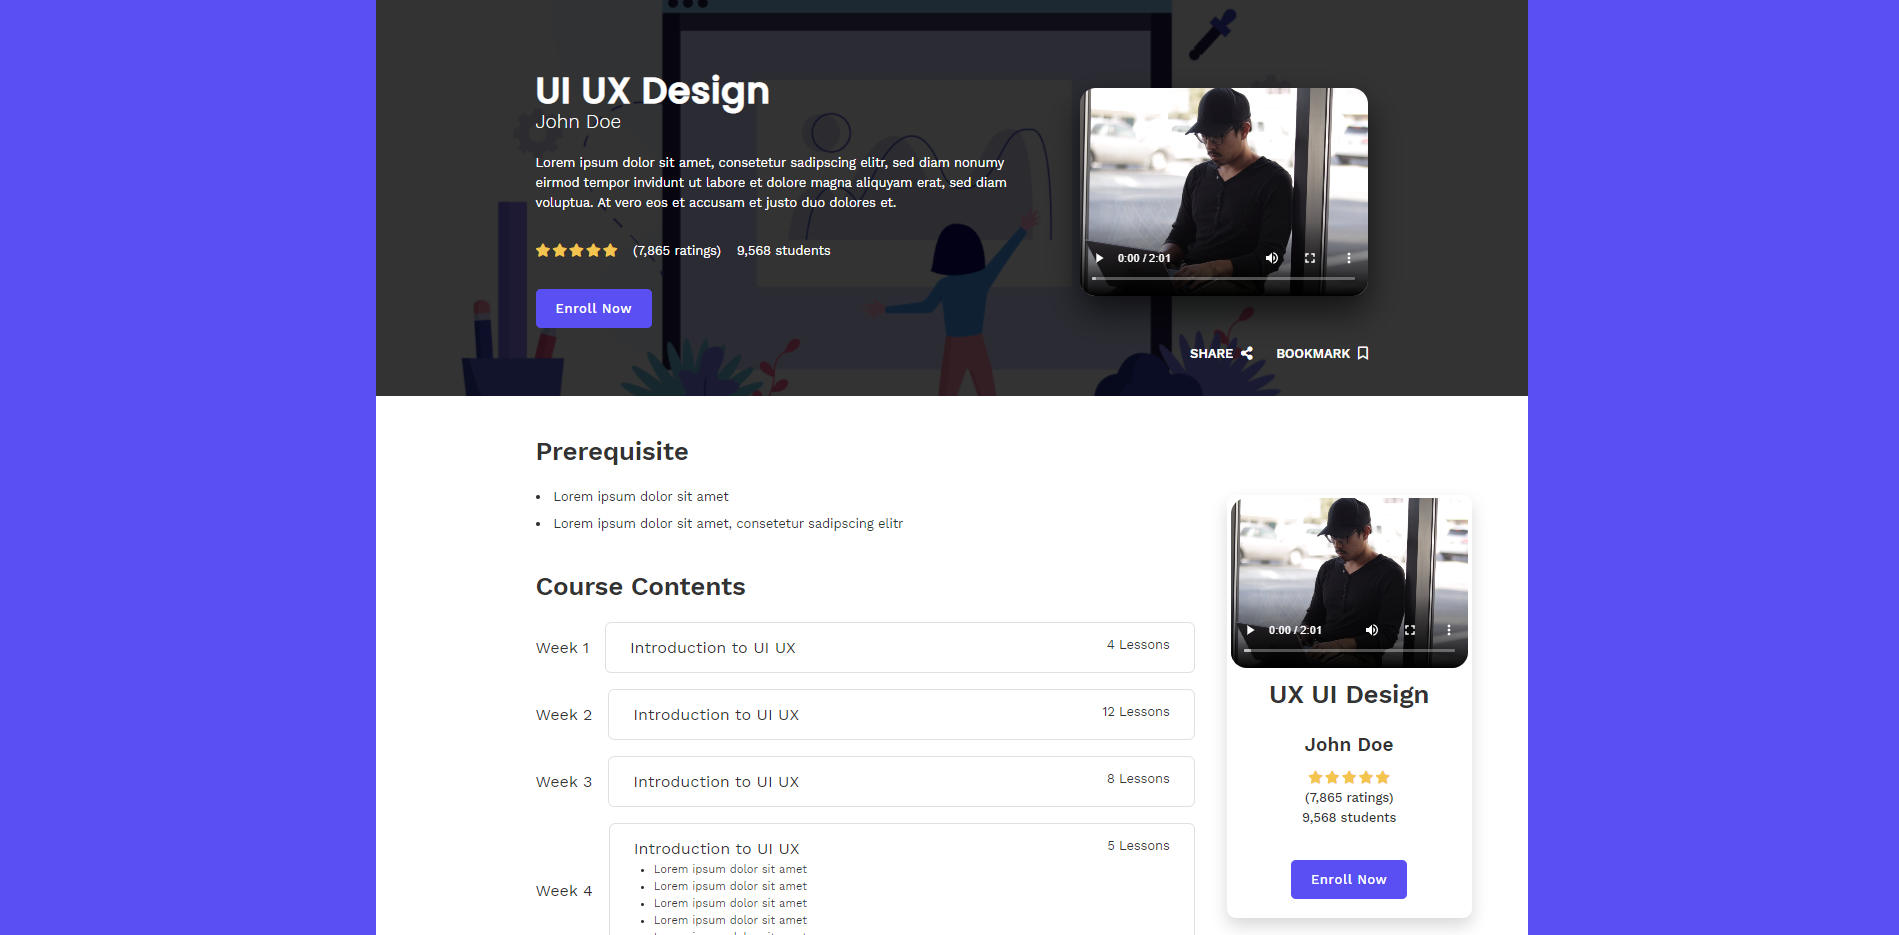 UI UX Design
John Doe
Lorem ipsum dolor sit amet, consetetur sadipscing elitr, sed diam nonumy
eirmod tempor invidunt ut labore et dolore magna aliquyam erat, sed diam
voluptua. At vero eos et accusam et justo duo dolores et.
(7,865 ratings) 9,568 students
Enroll Now
0:00 / 2:01
SHARE BOOKMARK
Prerequisite
Lorem ipsum dolor sit amet
Lorem ipsum dolor sit amet, consetetur sadipscing elitr
Course Contents
Week 1 Introduction to UI UX 4 Lessons
Week 2 Introduction to UI UX 12 Lessons
Week 3 Introduction to UI UX 8 Lessons
Week 4 Introduction to UI UX 5 Lessons
Lorem ipsum dolor sit amet
Lorem ipsum dolor sit amet
Lorem ipsum dolor sit amet
Lorem ipsum dolor sit amet
0:00 / 2:01
UX UI Design
John Doe
(7,865 ratings)
9,568 students
Enroll Now